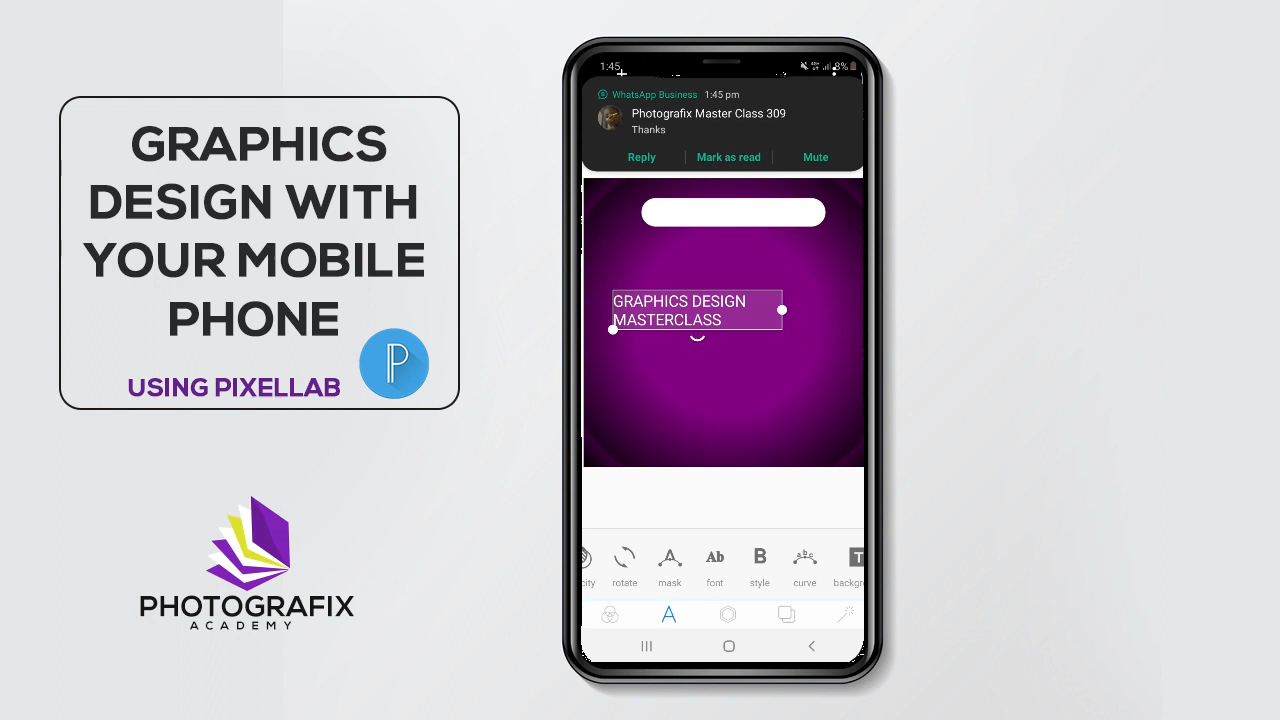 GRAPHICS
DESIGN WITH
YOUR MOBILE
PHONE
USING PIXELLAB
P
PHOTOGRAFIX
ACADEMY
1:45
8%
WhatsApp Business 1:45 pm
Photografix Master Class 309
Thanks
Reply Mark as read Mute
GRAPHICS DESIGN
MASTERCLASS
Ab B abc T
city rotate mask font style curve backgr
A